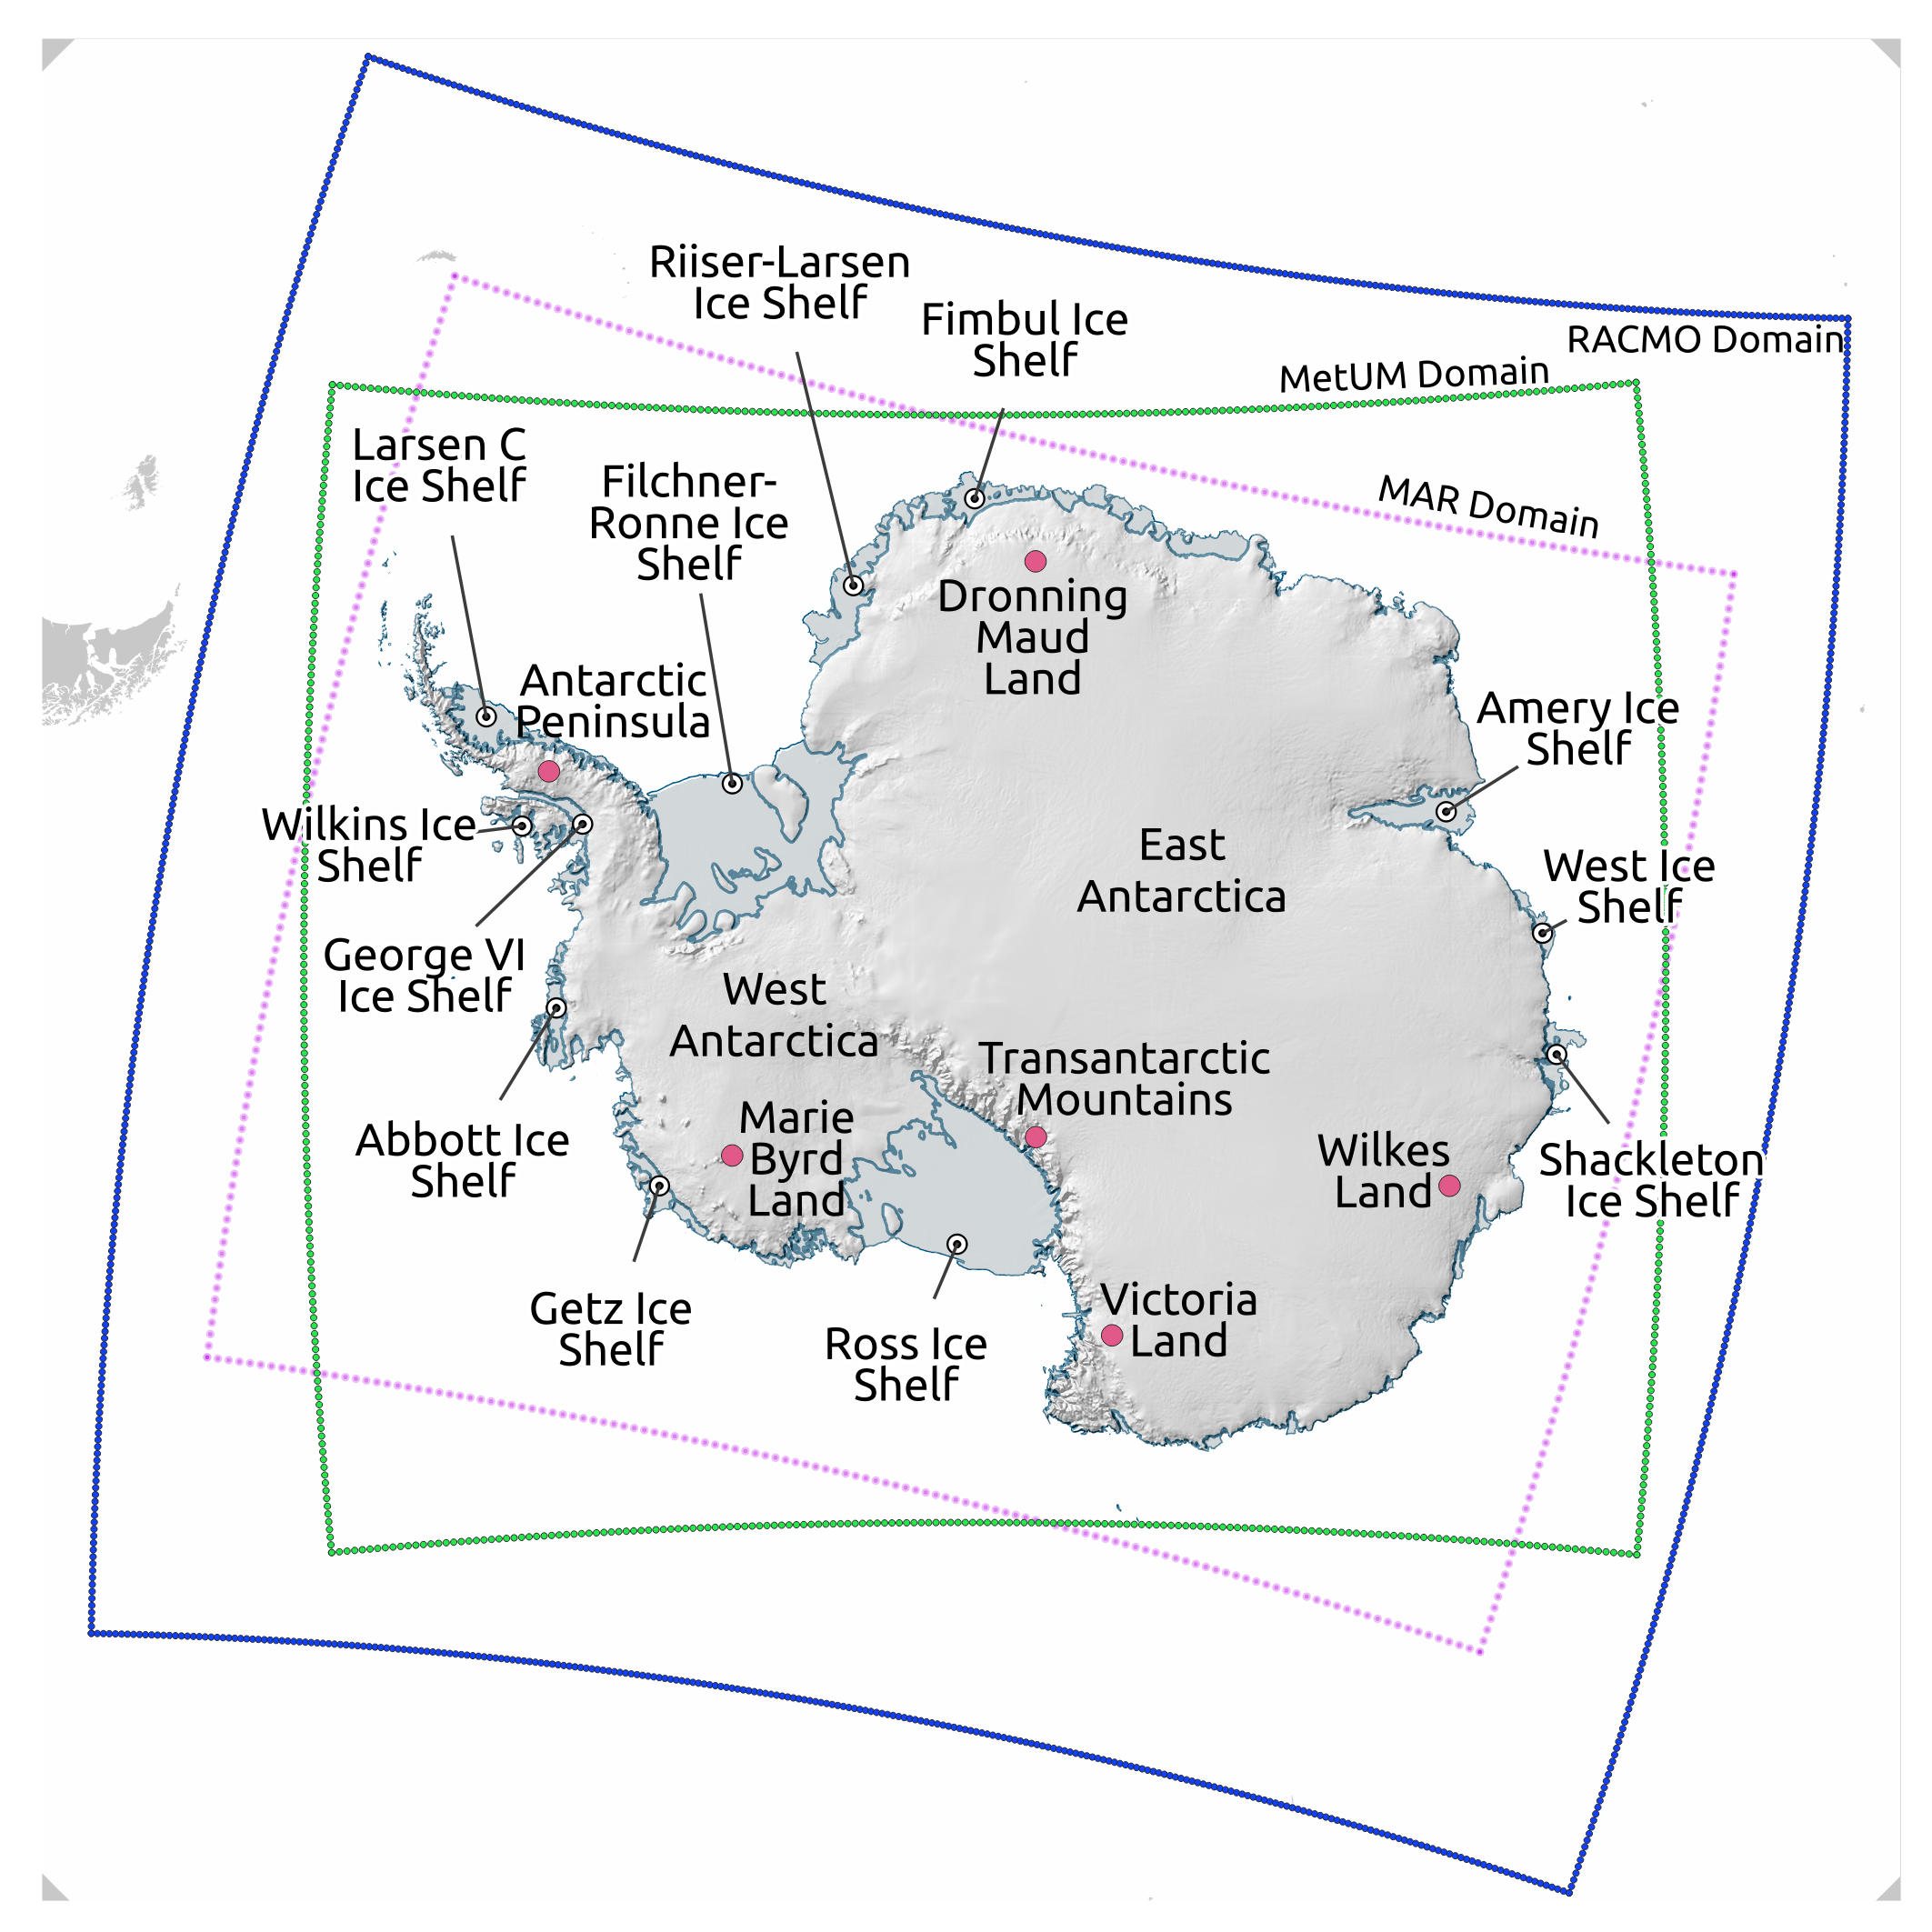 Riiser-Larsen
Ice Shelf
Fimbul Ice
Shelf
RACMO Domain
MetUM Domain
Larsen C
Ice Shelf
Filchner-
Ronne Ice
Shelf
MAR Domain
Dronning
Maud
Land
Antarctic
Peninsula
Amery Ice
Shelf
Wilkins Ice
Shelf
East
Antarctica
West Ice
Shelf
George VI
Ice Shelf
West
Antarctica
Transantarctic
Mountains
Abbott Ice
Shelf
Marie
Byrd
Land
Wilkes
Land
Shackleton
Ice Shelf
Getz Ice
Shelf
Ross Ice
Shelf
Victoria
Land